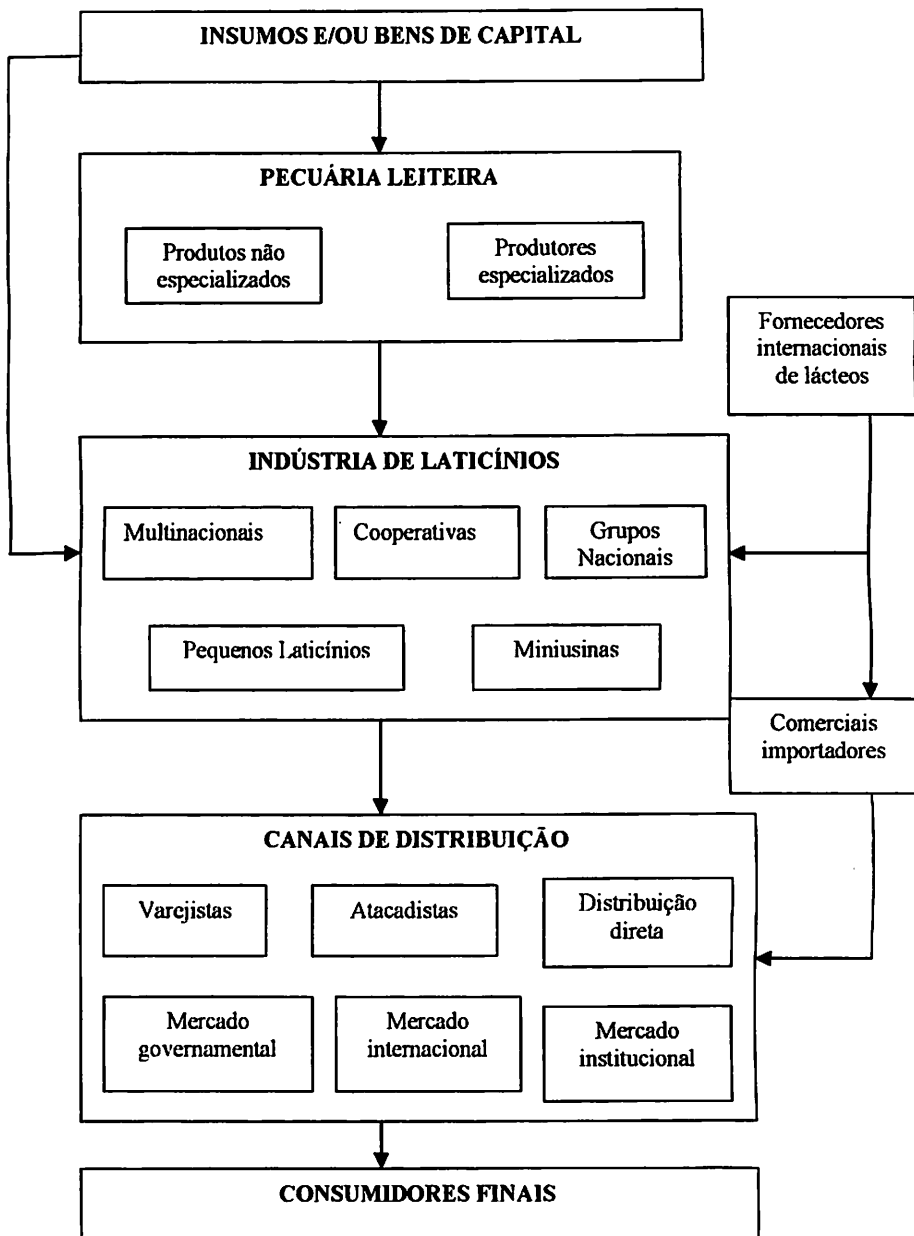 INSUMOS E/OU BENS DE CAPITAL
PECUÁRIA LEITEIRA
Produtos não
especializados
Produtores
especializados
Fornecedores
internacionais
de lácteos
INDÚSTRIA DE LATICÍNIOS
Multinacionais
Cooperativas
Grupos
Nacionais
Pequenos Laticínios
Miniusinas
Comerciais
importadores
CANAIS DE DISTRIBUIÇÃO
Varejistas
Atacadistas
Distribuição
direta
Mercado
governamental
Mercado
internacional
Mercado
institucional
CONSUMIDORES FINAIS